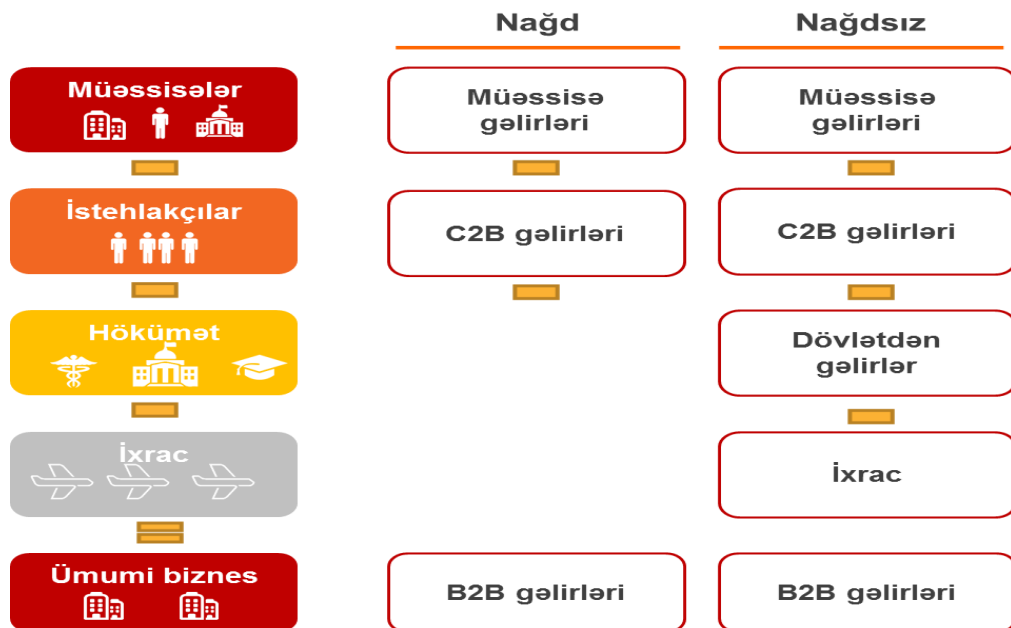 Nağd
Nağdsız
Müəssisələr
Müəssisə
gəlirləri
Müəssisə
gəlirləri
İstehlakçılar
C2B gəlirləri
C2B gəlirləri
Hökümət
Dövlətdən
gəlirlər
İxrac
İxrac
Ümumi biznes
B2B gəlirləri
B2B gəlirləri